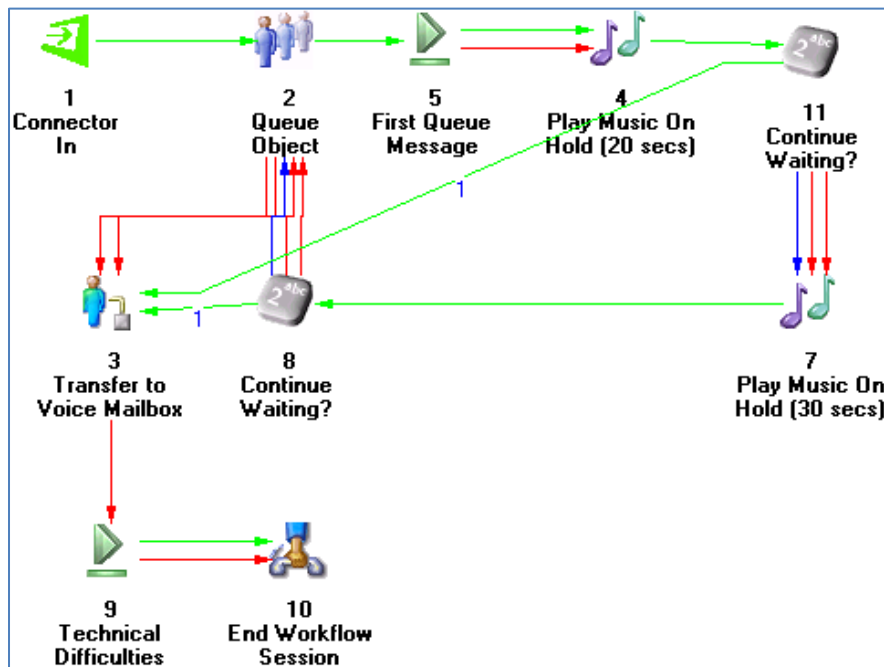 2abc
1
Connector
In
2
Queue
Object
5
First Queue
Message
4
Play Music On
Hold (20 secs)
11
Continue
Waiting?
1
2abc
1
3
Transfer to
Voice Mailbox
8
Continue
Waiting?
7
Play Music On
Hold (30 secs)
9
Technical
Difficulties
10
End Workflow
Session